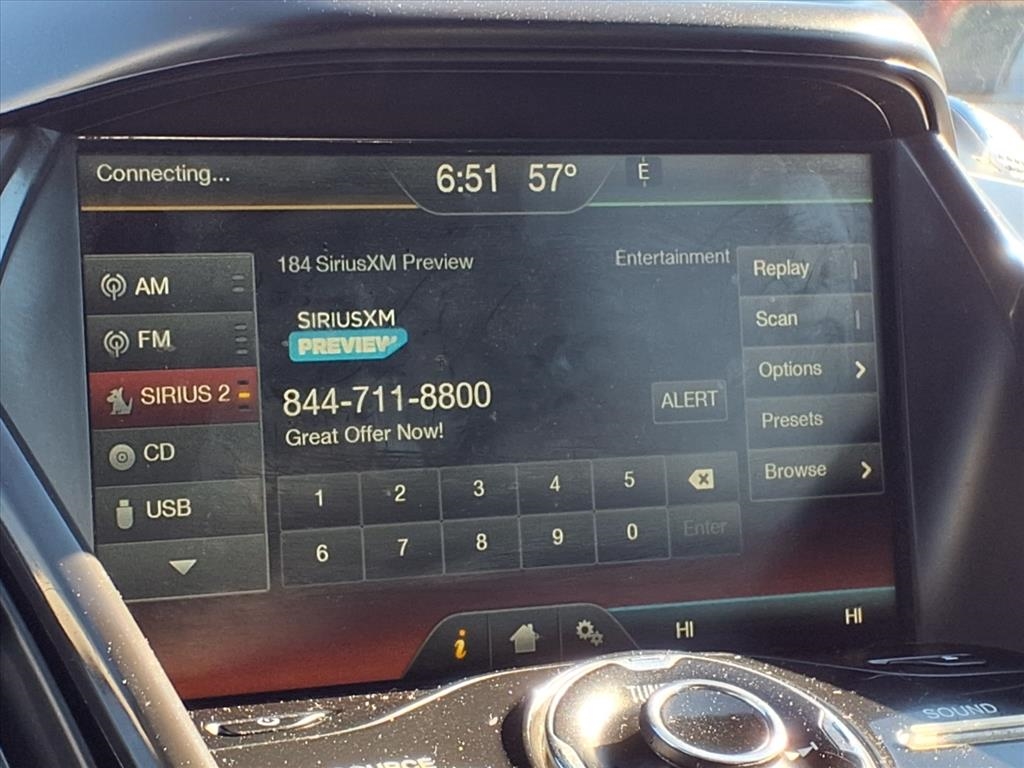 Connecting...
6:51 57° E
184 SiriusXM Preview
Entertainment
AM
FM
SIRIUS 2
CD
USB
SIRIUSXM
PREVIEW
844-711-8800
Great Offer Now!
ALERT
Replay
Scan
Options
Presets
Browse
1 2 3 4 5
6 7 8 9 0 Enter
i
HI
HI
TUNE
SOUND
SOURCE